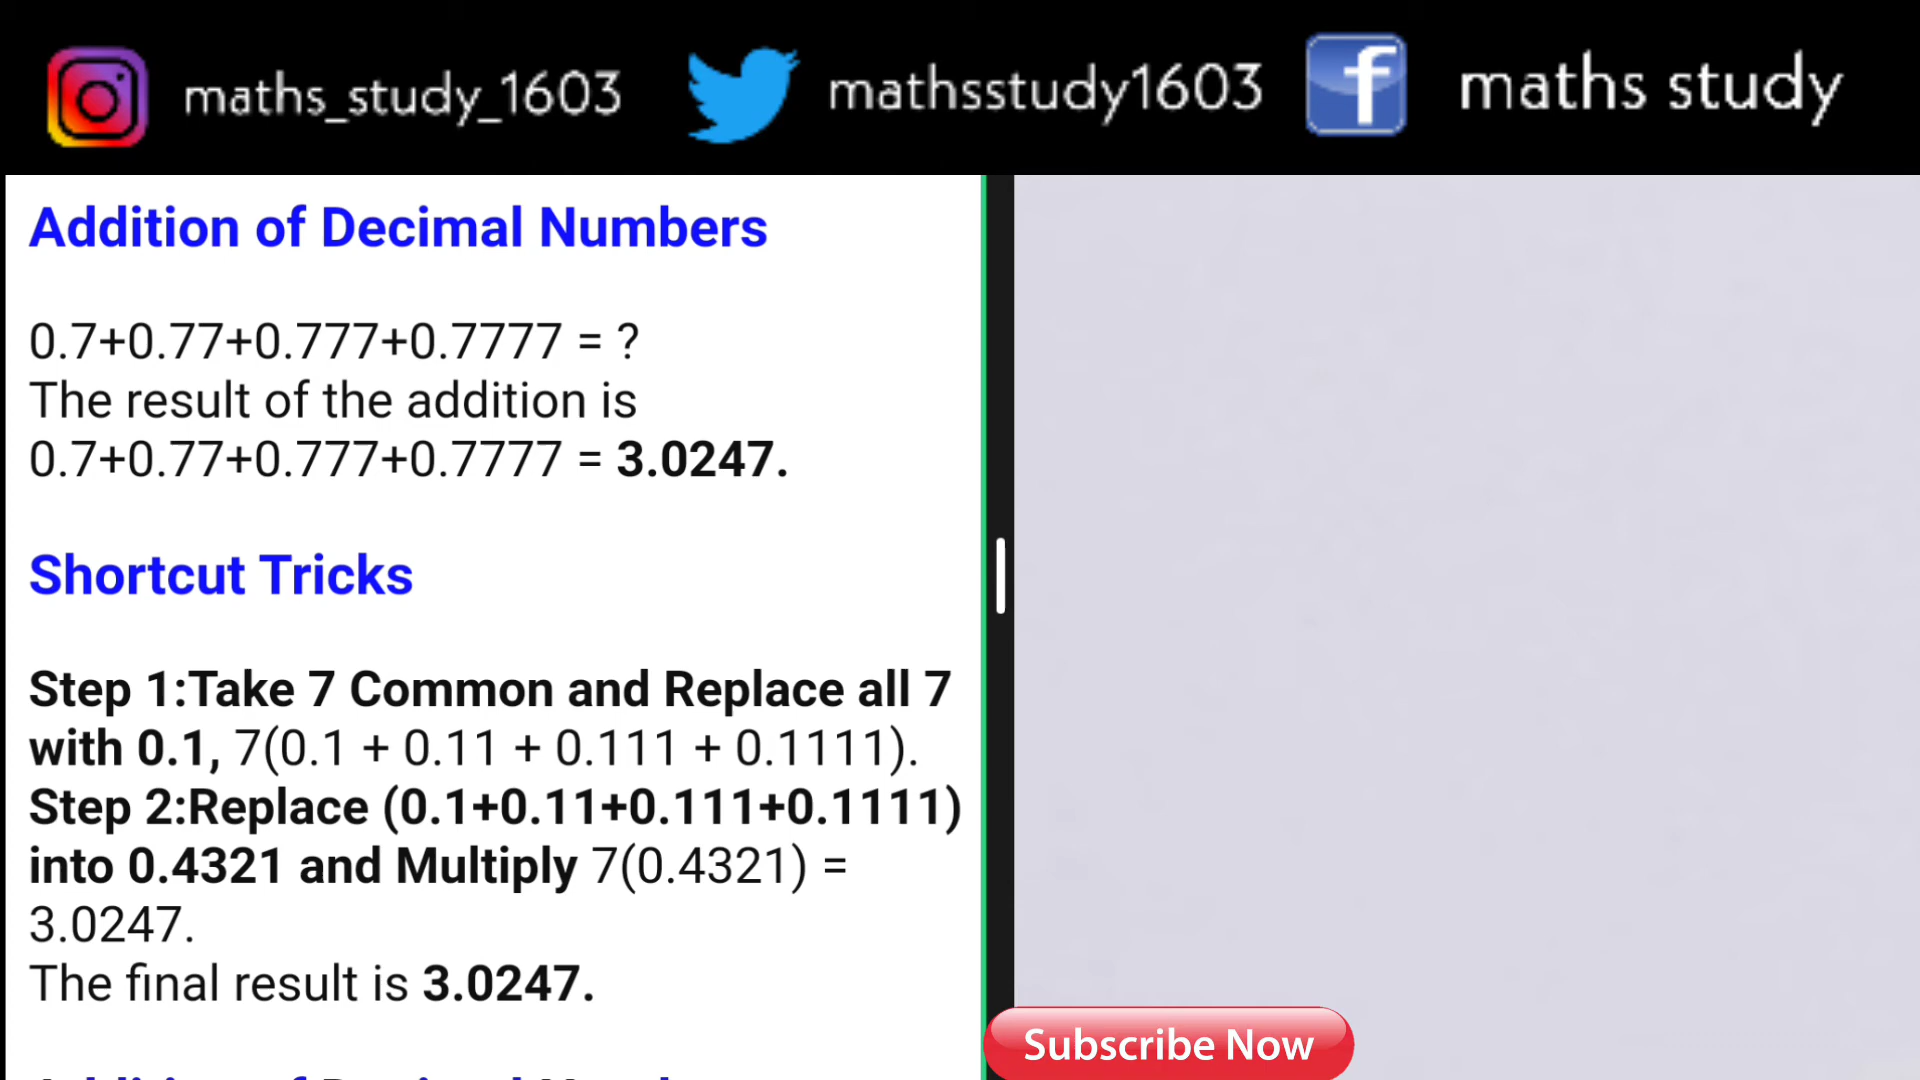 maths_study_1603 mathsstudy1603 f maths study
Addition of Decimal Numbers
0.7+0.77+0.777+0.7777 = ?
The result of the addition is
0.7+0.77+0.777+0.7777 = 3.0247.
Shortcut Tricks
Step 1:Take 7 Common and Replace all 7
with 0.1, 7(0.1 + 0.11 + 0.111 + 0.1111).
Step 2:Replace (0.1+0.11+0.111+0.1111)
into 0.4321 and Multiply 7(0.4321) =
3.0247.
The final result is 3.0247.
Subscribe Now